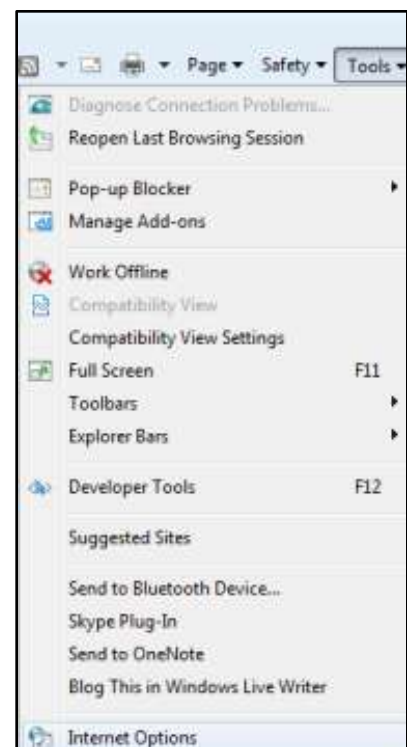 Page Safety Tools
Diagnose Connection Problems...
Reopen Last Browsing Session
Pop-up Blocker
Manage Add-ons
Work Offline
Compatibility View
Compatibility View Settings
Full Screen F11
Toolbars
Explorer Bars
Developer Tools F12
Suggested Sites
Send to Bluetooth Device...
Skype Plug-In
Send to OneNote
Blog This in Windows Live Writer
Internet Options